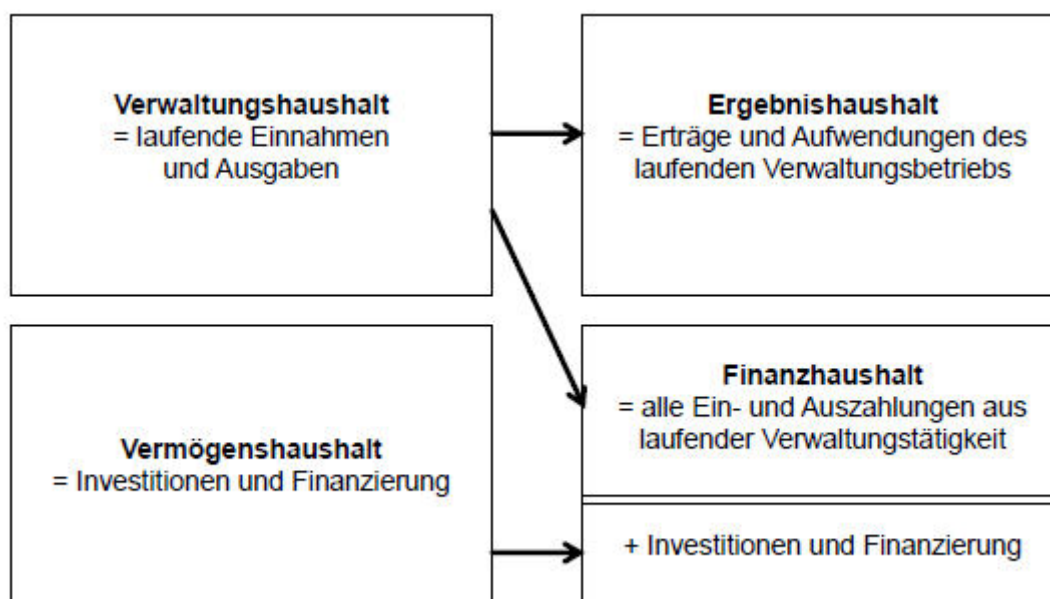 Verwaltungshaushalt
= laufende Einnahmen
und Ausgaben
Ergebnishaushalt
= Erträge und Aufwendungen des
laufenden Verwaltungsbetriebs
Vermögenshaushalt
= Investitionen und Finanzierung
Finanzhaushalt
= alle Ein- und Auszahlungen aus
laufender Verwaltungstätigkeit
+ Investitionen und Finanzierung